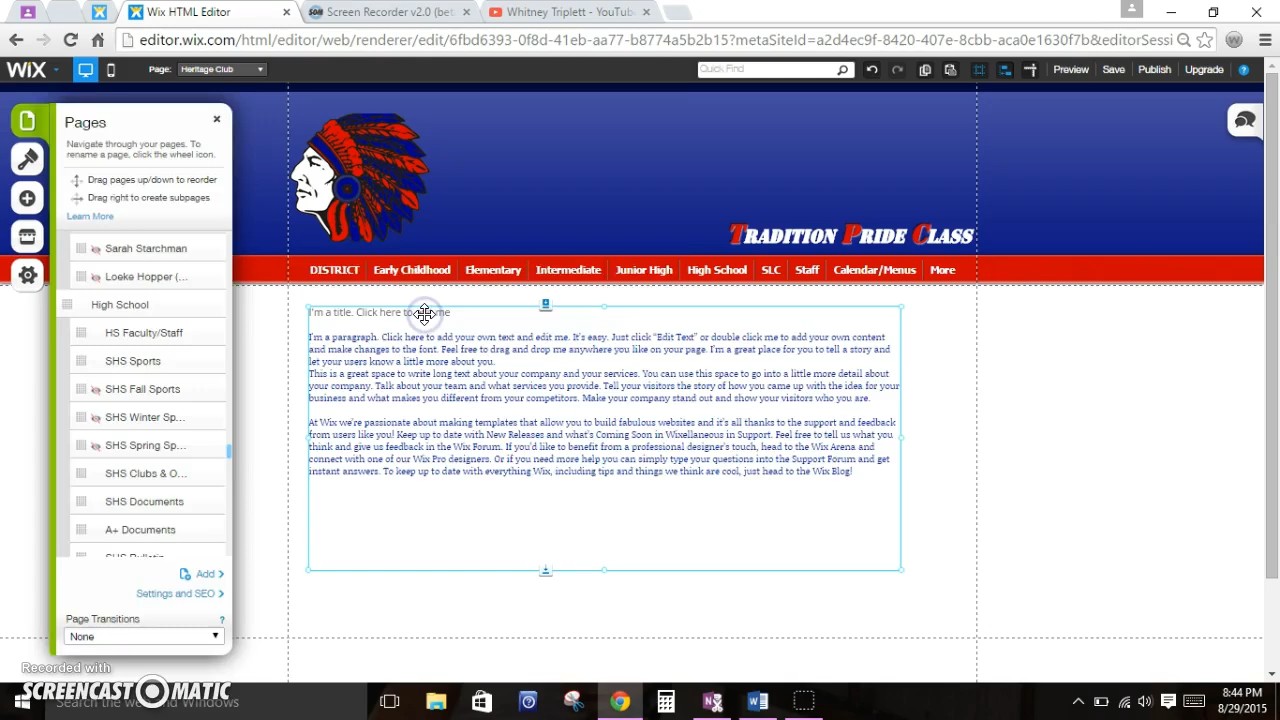 Wix HTML Editor
Screen Recorder v2.0 (bet
Whitney Triplett - YouTub
editor.wix.com/html/editor/web/renderer/edit/6fbd6393-0f8d-41eb-aa77-b8774a5b2b15?metaSiteId=a2d4ec9f-8420-407e-8cbb-aca0e1630f7b&editorSessi
WiX Page: Heritage Club Quick Find Preview Save Publish Upgrade ?
Pages
Navigate through your pages. To
rename a page, click the wheel icon.
Drag pages up/down to reorder
Drag right to create subpages
Learn More
Sarah Starchman
Loeke Hopper (...
High School
HS Faculty/Staff
SHS Sports
SHS Fall Sports
SHS Winter Sp...
SHS Spring Sp...
SHS Clubs & O...
SHS Documents
A+ Documents
SHS Bulletin
Add
Settings and SEO
Page Transitions ?
None
TRADITION PRIDE CLASS
DISTRICT Early Childhood Elementary Intermediate Junior High High School SLC Staff Calendar/Menus More
I'm a title. Click here to me
I'm a paragraph. Click here to add your own text and edit me. It's easy. Just click "Edit Text" or double click me to add your own content
and make changes to the font. Feel free to drag and drop me anywhere you like on your page. I'm a great place for you to tell a story and
let your users know a little more about you.
This is a great space to write long text about your company and your services. You can use this space to go into a little more detail about
your company. Talk about your team and what services you provide. Tell your visitors the story of how you came up with the idea for your
business and what makes you different from your competitors. Make your company stand out and show your visitors who you are.
At Wix we're passionate about making templates that allow you to build fabulous websites and it's all thanks to the support and feedback
from users like you! Keep up to date with New Releases and what's Coming Soon in Wixellaneous in Support. Feel free to tell us what you
think and give us feedback in the Wix Forum. If you'd like to benefit from a professional designer's touch, head to the Wix Arena and
connect with one of our Wix Pro designers. Or if you need more help you can simply type your questions into the Support Forum and get
instant answers. To keep up to date with everything Wix, including tips and things we think are cool, just head to the Wix Blog!
Recorded with
SCREENCAST MATIC
Search the web and Windows
8:44 PM
8/29/2015